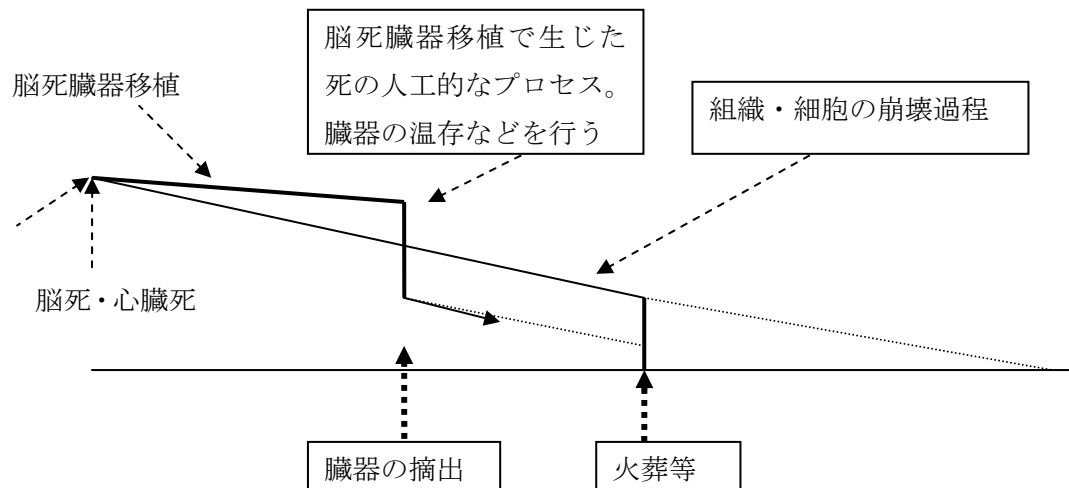 脳死臓器移植で生じた
死の人工的なプロセス。
臓器の温存などを行う
脳死臓器移植
組織・細胞の崩壊過程
脳死・心臓死
臓器の摘出
火葬等